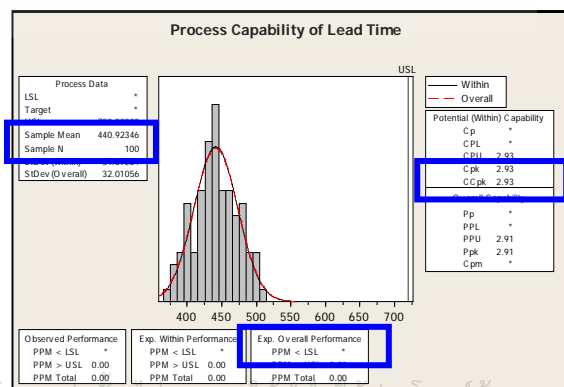 Process Capability of Lead Time
USL
Process Data
LSL *
Target *
Sample Mean 440.92346
Sample N 100
StDev (Overall) 32.01056
Within
Overall
Potential (Within) Capability
Cp *
CPL *
CPU 2.93
Cpk 2.93
CCpk 2.93
Overall Capability
Pp *
PPL *
PPU 2.91
Ppk 2.91
Cpm *
400 450 500 550 600 650 700
Observed Performance
PPM < LSL *
PPM > USL 0.00
PPM Total 0.00
Exp. Within Performance
PPM < LSL *
PPM > USL 0.00
PPM Total 0.00
Exp. Overall Performance
PPM < LSL *
PPM > USL 0.00
PPM Total 0.00